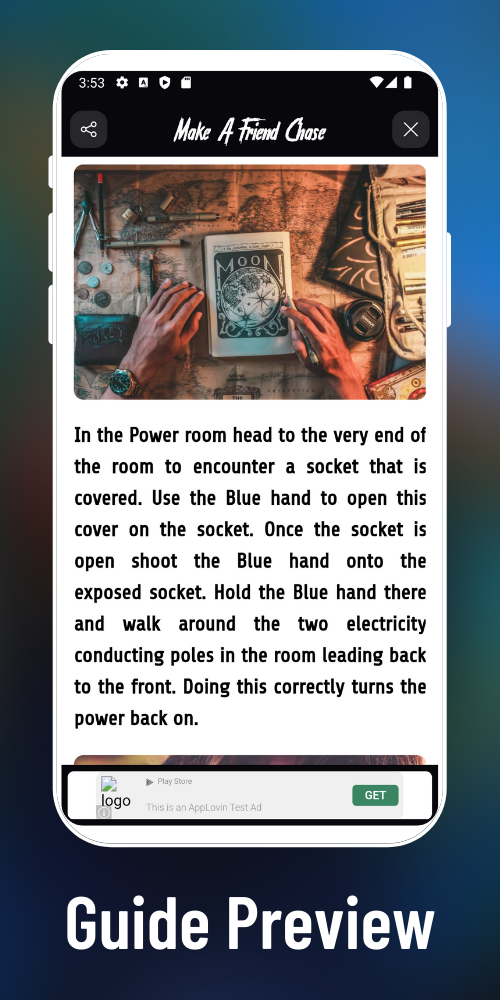 3:53
Make A Friend Chase
MOON
In the Power room head to the very end of
the room to encounter a socket that is
covered. Use the Blue hand to open this
cover on the socket. Once the socket is
open shoot the Blue hand onto the
exposed socket. Hold the Blue hand there
and walk around the two electricity
conducting poles in the room leading back
to the front. Doing this correctly turns the
power back on.
logo
Play Store
This is an AppLovin Test Ad
GET
Guide Preview